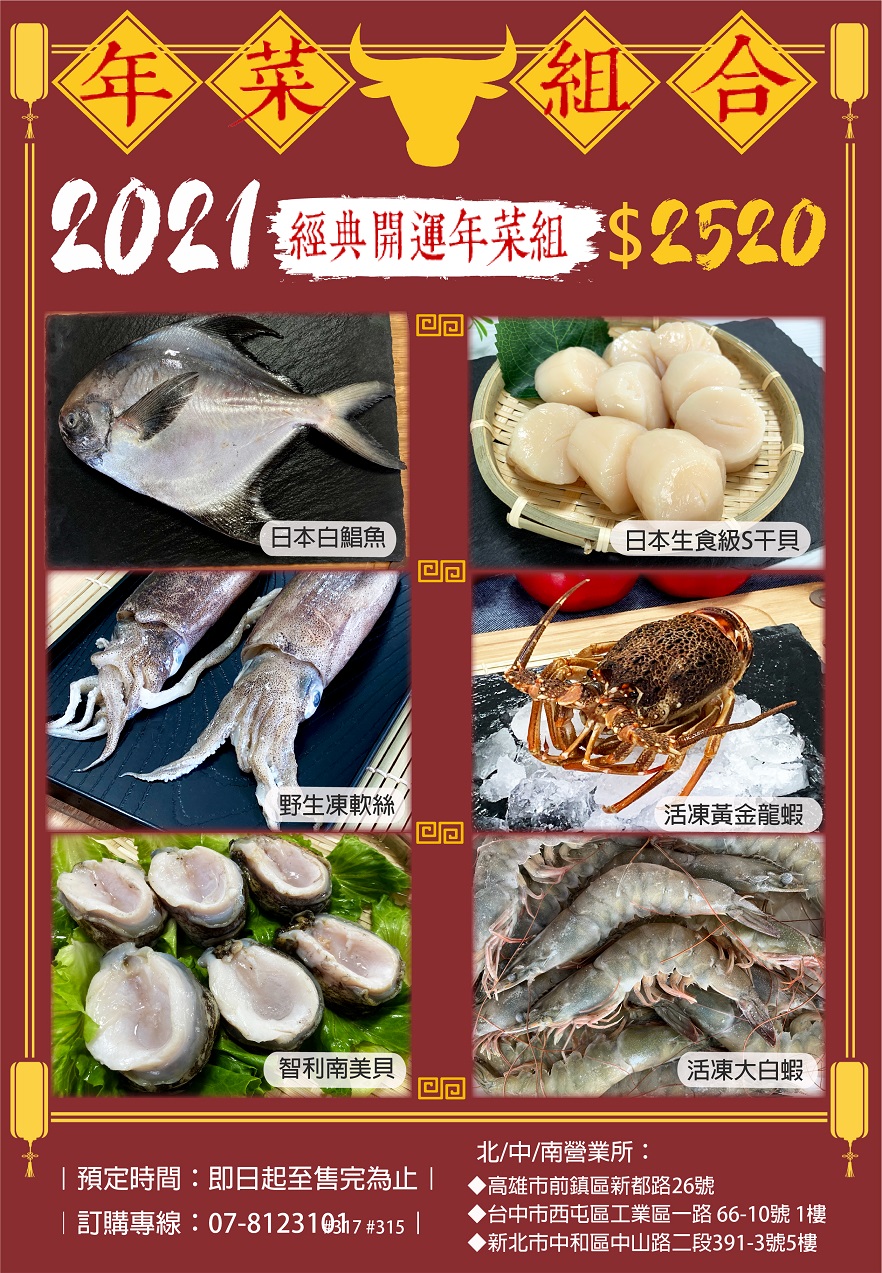 年菜組合
2021 經典開運年菜組 $2520
日本白鯧魚
日本生食級S干貝
野生凍軟絲
活凍黃金龍蝦
智利南美貝
活凍大白蝦
｜預定時間：即日起至售完為止｜
｜訂購專線：07-8123101#317 #315｜
北/中/南營業所：
◆高雄市前鎮區新都路26號
◆台中市西屯區工業區一路 66-10號 1樓
◆新北市中和區中山路二段391-3號5樓